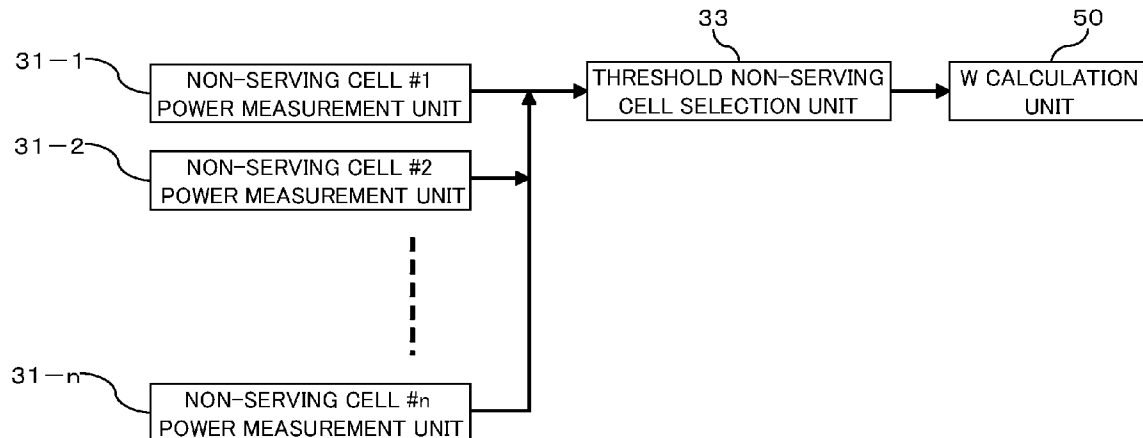 33
50
31-1
NON-SERVING CELL #1
POWER MEASUREMENT UNIT
THRESHOLD NON-SERVING
CELL SELECTION UNIT
W CALCULATION
UNIT
31-2
NON-SERVING CELL #2
POWER MEASUREMENT UNIT
31-n
NON-SERVING CELL #n
POWER MEASUREMENT UNIT